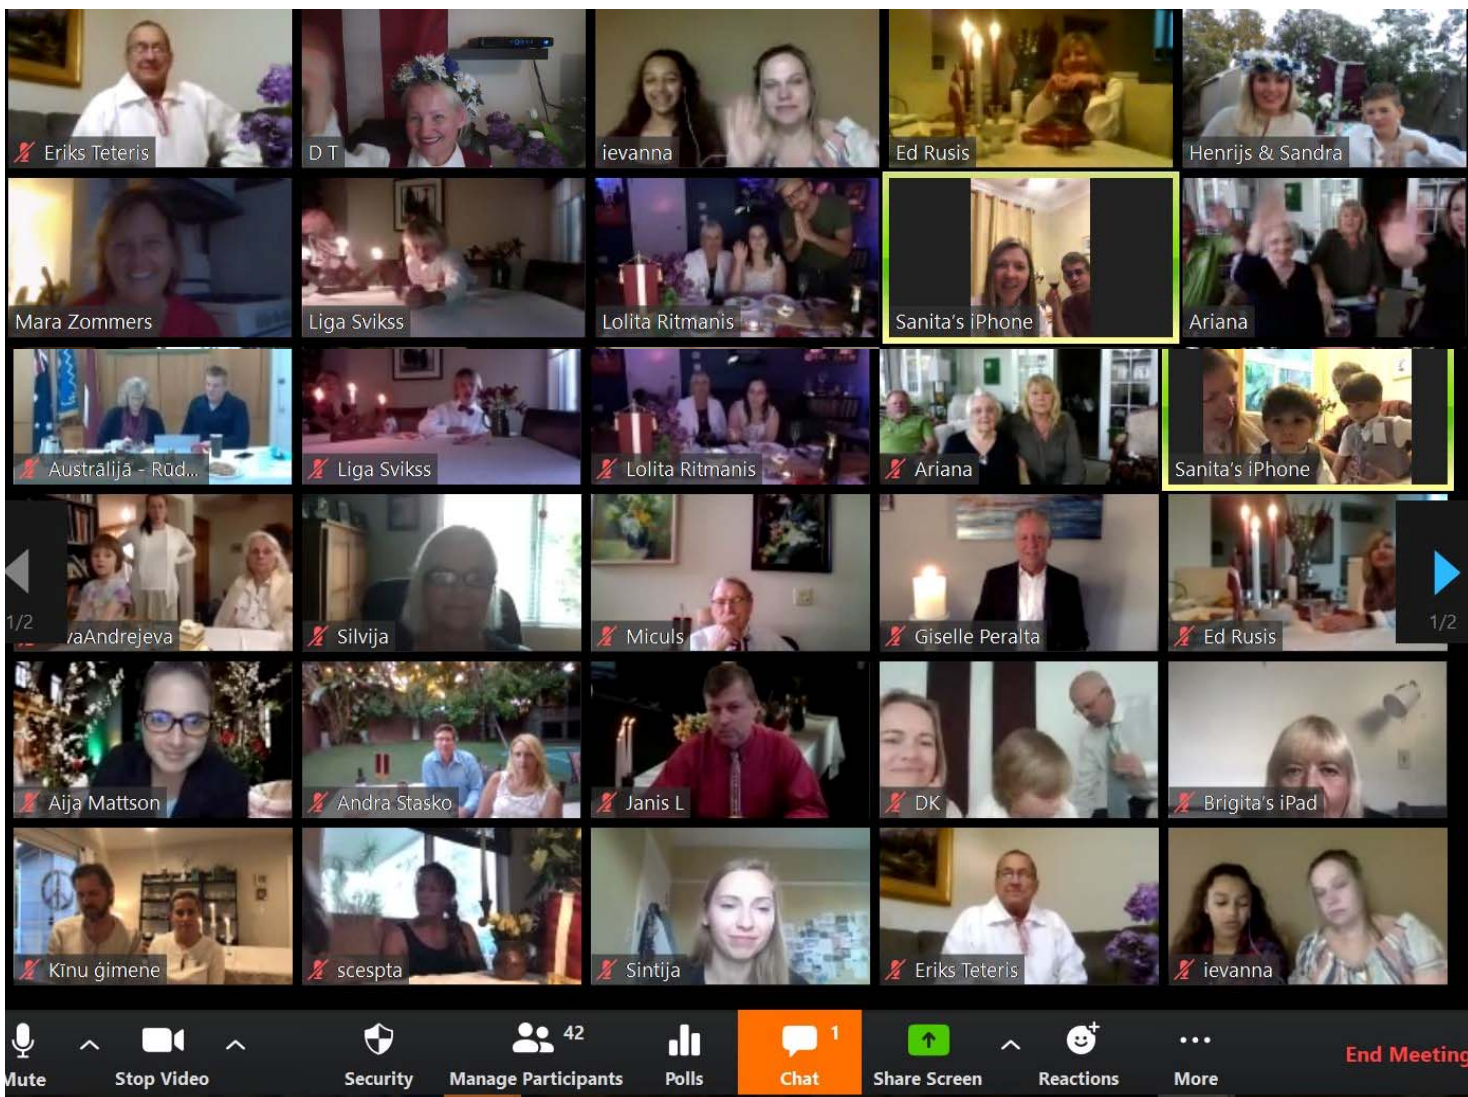 Eriks Teteris
D T
ievanna
Ed Rusis
Henrijs & Sandra
Mara Zommers
Liga Svikss
Lolita Ritmanis
Sanita's iPhone
Ariana
Austrālijā - Rūd...
Liga Svikss
Lolita Ritmanis
Ariana
Sanita's iPhone
1/2
vaAndrejeva
Silvija
Miculs
Giselle Peralta
Ed Rusis
1/2
Aija Mattson
Andra Stasko
Janis L
DK
Brigita's iPad
Kīnu ģimene
scespta
Sintija
Eriks Teteris
ievanna
42
1
Mute
Stop Video
Security
Manage Participants
Polls
Chat
Share Screen
Reactions
More
End Meeting